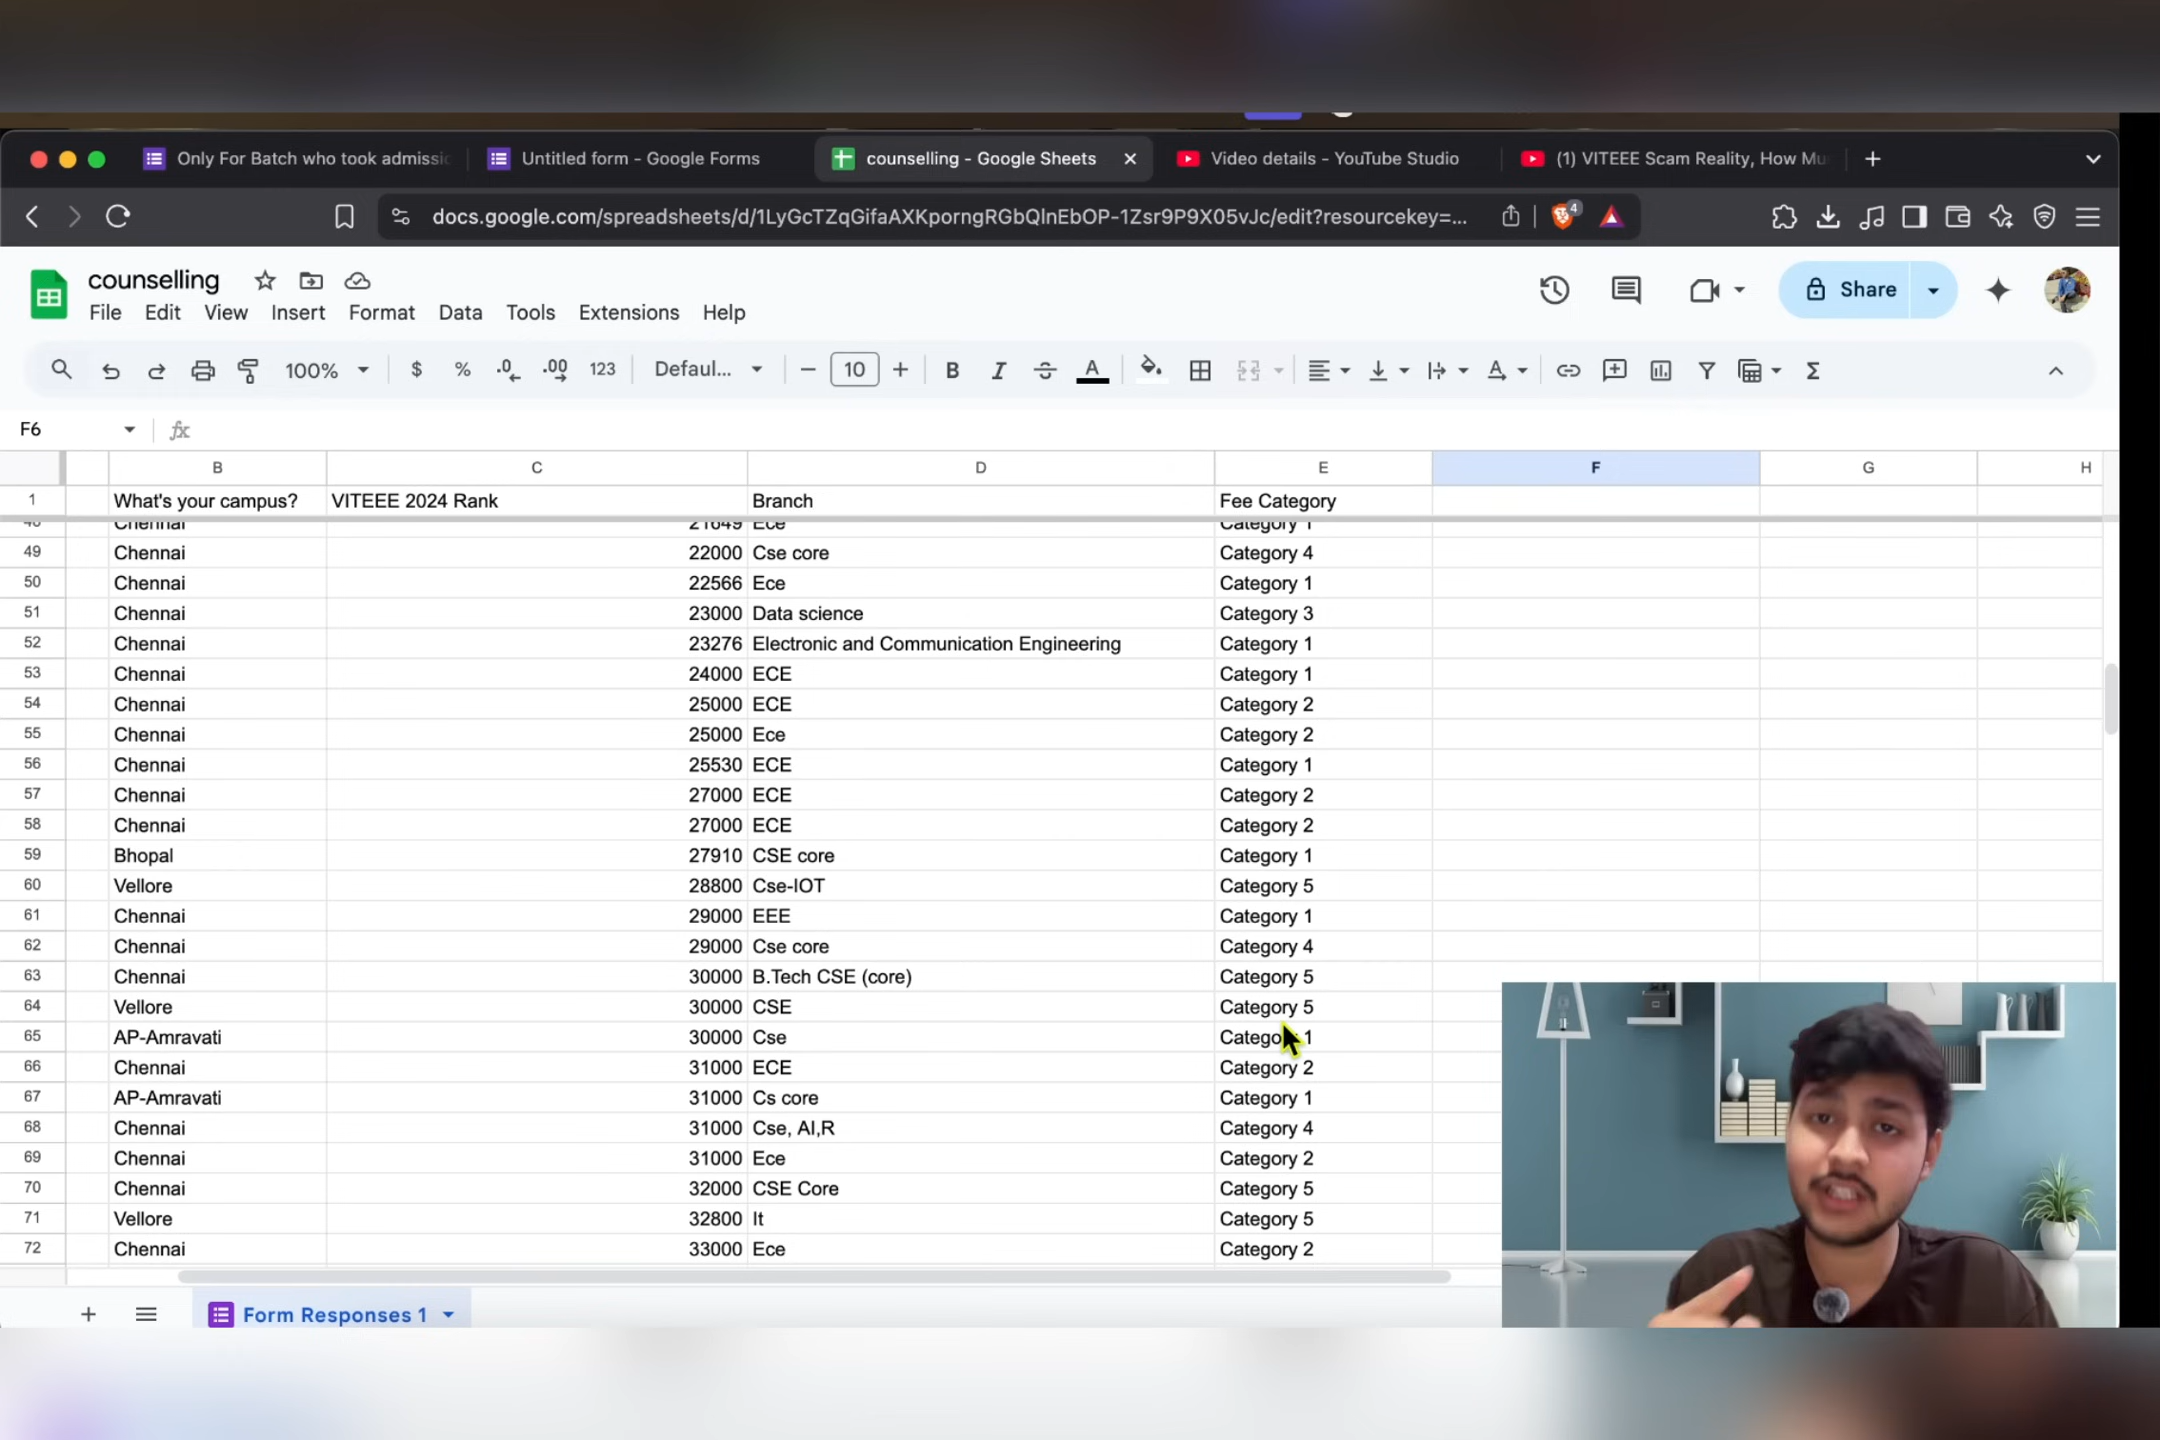 Only For Batch who took admissi
Untitled form - Google Forms
counselling - Google Sheets
Video details - YouTube Studio
(1) VITEEE Scam Reality, How Mu
docs.google.com/spreadsheets/d/1LyGcTZqGifaAXKporngRGbQlnEbOP-1Zsr9P9X05vJc/edit?resourcekey=...
4
counselling
Share
File Edit View Insert Format Data Tools Extensions Help
100% $ % .0 .00 123 Defaul... 10 B I A A Σ
F6 fx
B C D E F G H
1 What's your campus? VITEEE 2024 Rank Branch Fee Category
48 Chennai 21649 Ece Category 1
49 Chennai 22000 Cse core Category 4
50 Chennai 22566 Ece Category 1
51 Chennai 23000 Data science Category 3
52 Chennai 23276 Electronic and Communication Engineering Category 1
53 Chennai 24000 ECE Category 1
54 Chennai 25000 ECE Category 2
55 Chennai 25000 Ece Category 2
56 Chennai 25530 ECE Category 1
57 Chennai 27000 ECE Category 2
58 Chennai 27000 ECE Category 2
59 Bhopal 27910 CSE core Category 1
60 Vellore 28800 Cse-IOT Category 5
61 Chennai 29000 EEE Category 1
62 Chennai 29000 Cse core Category 4
63 Chennai 30000 B.Tech CSE (core) Category 5
64 Vellore 30000 CSE Category 5
65 AP-Amravati 30000 Cse Category 1
66 Chennai 31000 ECE Category 2
67 AP-Amravati 31000 Cs core Category 1
68 Chennai 31000 Cse, AI,R Category 4
69 Chennai 31000 Ece Category 2
70 Chennai 32000 CSE Core Category 5
71 Vellore 32800 It Category 5
72 Chennai 33000 Ece Category 2
Form Responses 1